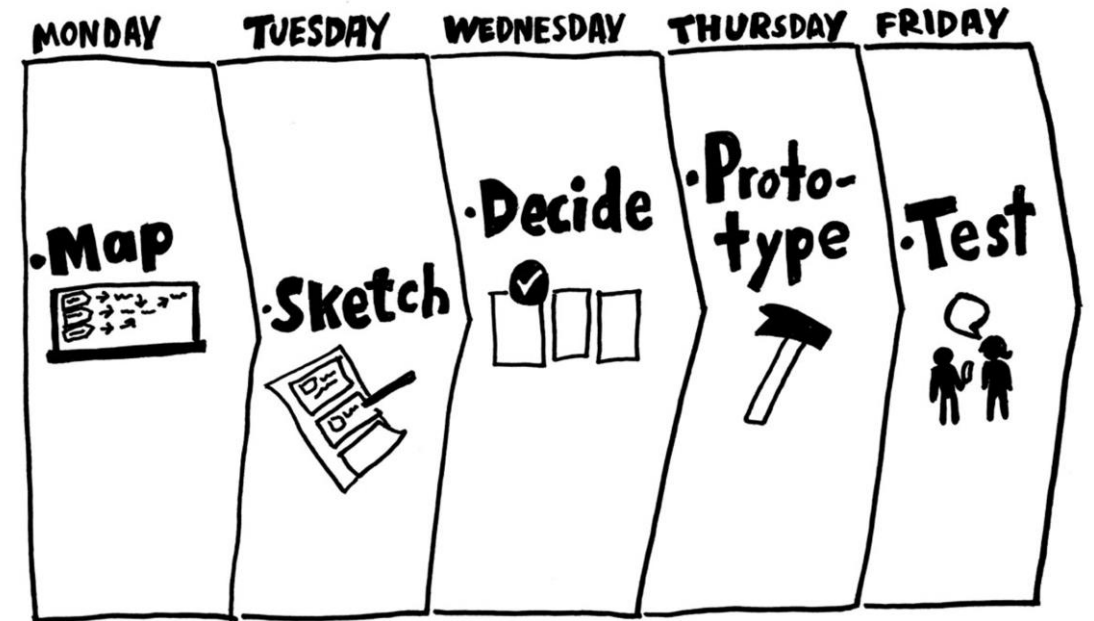 MONDAY TUESDAY WEDNESDAY THURSDAY FRIDAY
·Map
·Sketch
·Decide
·Proto-
type
·Test